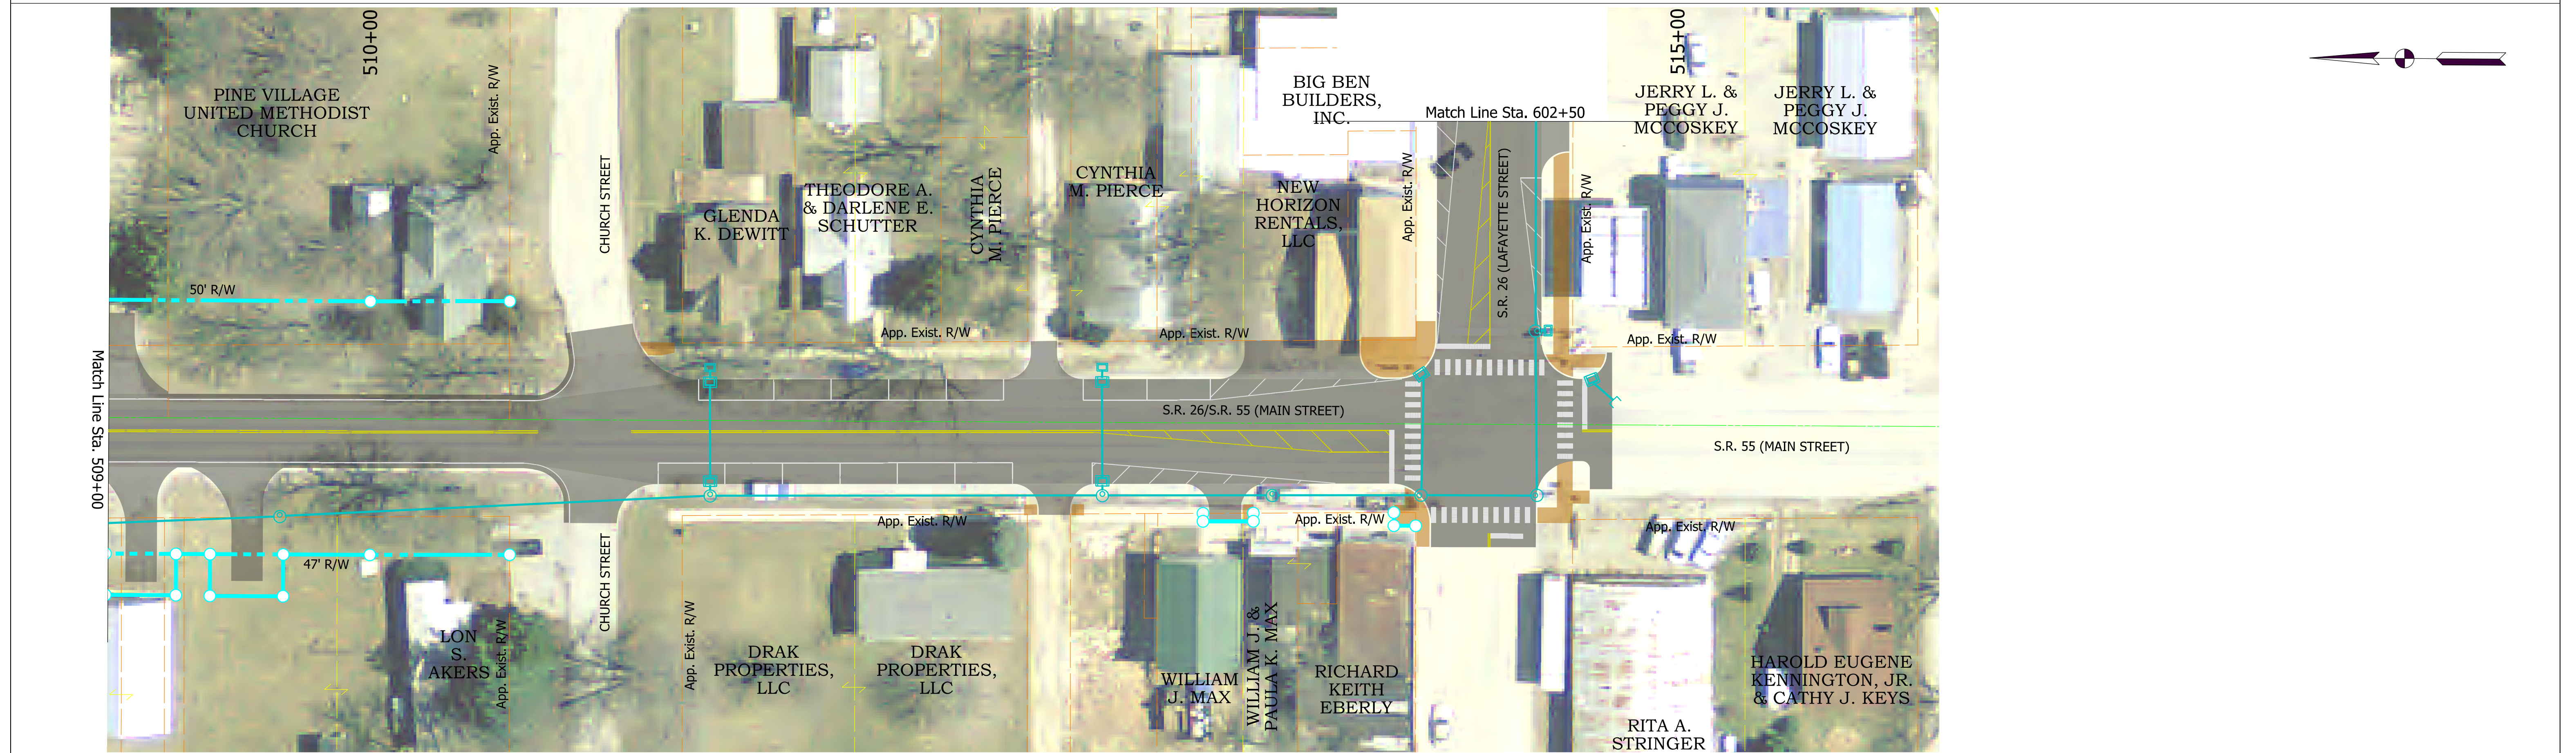 510+00
515+00
PINE VILLAGE
UNITED METHODIST
CHURCH
App. Exist. R/W
CHURCH STREET
GLENDA
K. DEWITT
THEODORE A.
& DARLENE E.
SCHUTTER
CYNTHIA
M. PIERCE
CYNTHIA
M. PIERCE
BIG BEN
BUILDERS,
INC.
NEW
HORIZON
RENTALS,
LLC
Match Line Sta. 602+50
App. Exist. R/W
S.R. 26 (LAFAYETTE STREET)
App. Exist. R/W
JERRY L. &
PEGGY J.
MCCOSKEY
JERRY L. &
PEGGY J.
MCCOSKEY
50' R/W
App. Exist. R/W
App. Exist. R/W
App. Exist. R/W
Match Line Sta. 509+00
S.R. 26/S.R. 55 (MAIN STREET)
S.R. 55 (MAIN STREET)
App. Exist. R/W
App. Exist. R/W
App. Exist. R/W
47' R/W
CHURCH STREET
LON
S.
AKERS
App. Exist. R/W
App. Exist. R/W
DRAK
PROPERTIES,
LLC
DRAK
PROPERTIES,
LLC
WILLIAM
J. MAX
WILLIAM J. &
PAULA K. MAX
RICHARD
KEITH
EBERLY
RITA A.
STRINGER
HAROLD EUGENE
KENNINGTON, JR.
& CATHY J. KEYS